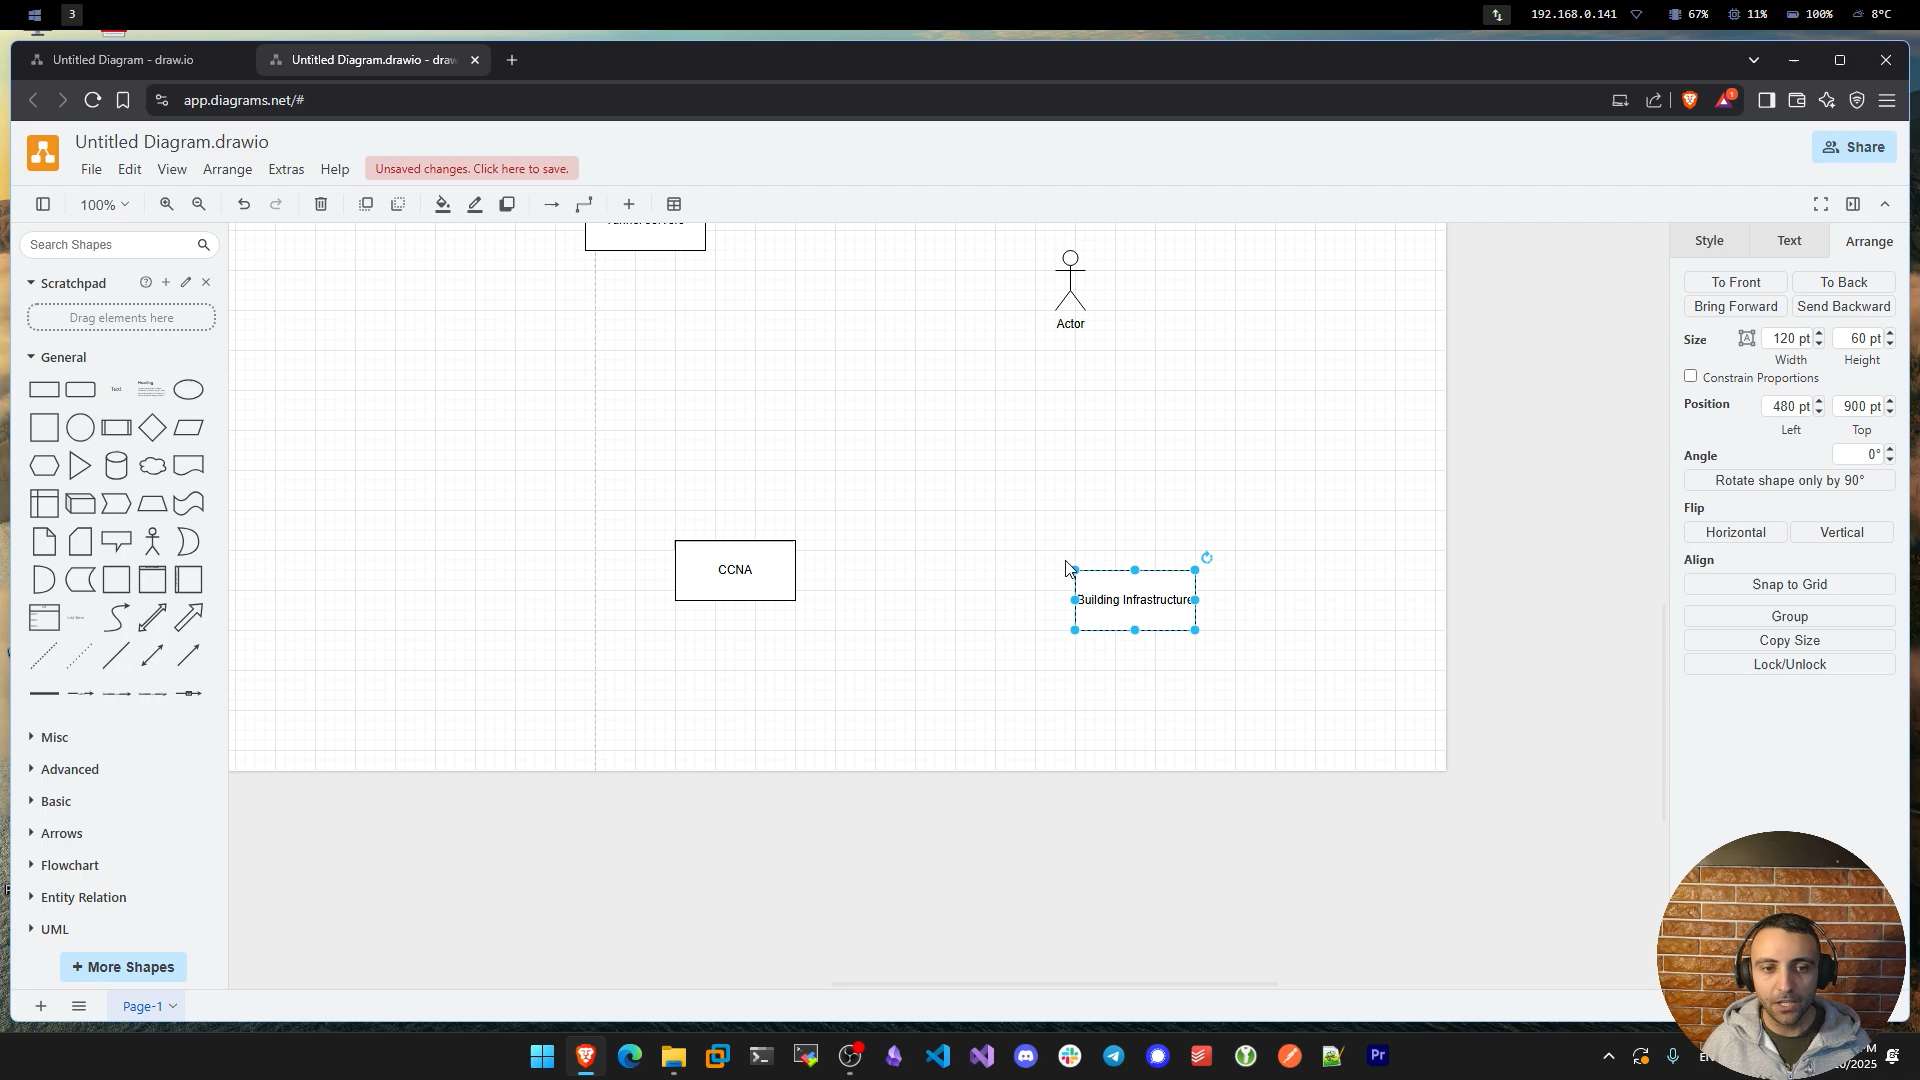 3
192.168.0.141
67%
11%
100%
8°C
Untitled Diagram - draw.io
Untitled Diagram.drawio - draw
app.diagrams.net/#
1
Untitled Diagram.drawio
Share
File
Edit
View
Arrange
Extras
Help
Unsaved changes. Click here to save.
100%
Search Shapes
Scratchpad
Drag elements here
General
Text
Heading
Misc
Advanced
Basic
Arrows
Flowchart
Entity Relation
UML
+ More Shapes
Page-1
Actor
CCNA
Building Infrastructure
Style
Text
Arrange
To Front
To Back
Bring Forward
Send Backward
Size
120 pt
60 pt
Width
Height
Constrain Proportions
Position
480 pt
900 pt
Left
Top
Angle
0°
Rotate shape only by 90°
Flip
Horizontal
Vertical
Align
Snap to Grid
Group
Copy Size
Lock/Unlock
Pr
M
/2025